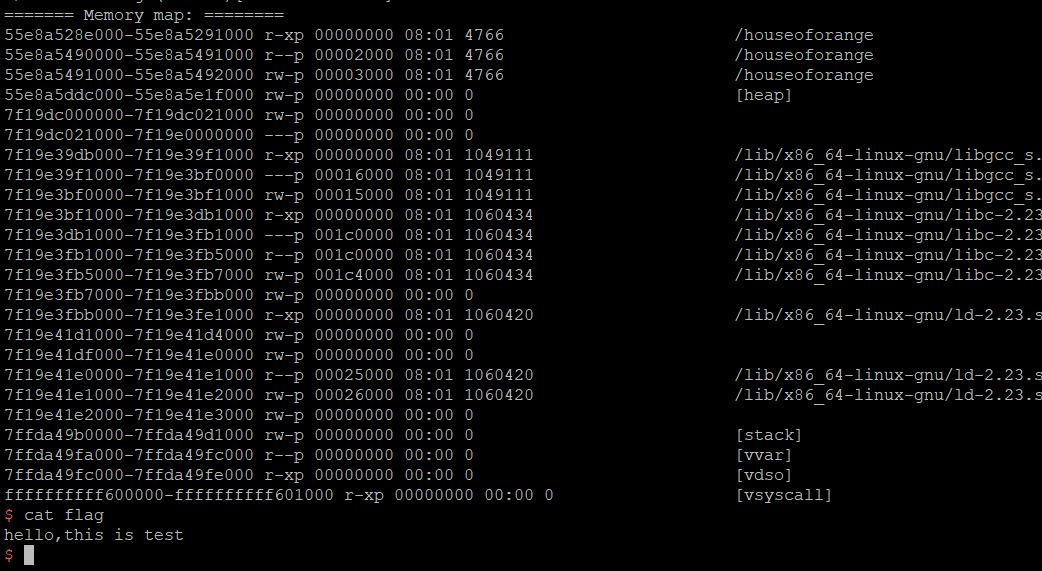 ======= Memory map: ========
55e8a528e000-55e8a5291000 r-xp 00000000 08:01 4766 /houseoforange
55e8a5490000-55e8a5491000 r--p 00002000 08:01 4766 /houseoforange
55e8a5491000-55e8a5492000 rw-p 00003000 08:01 4766 /houseoforange
55e8a5ddc000-55e8a5e1f000 rw-p 00000000 00:00 0 [heap]
7f19dc000000-7f19dc021000 rw-p 00000000 00:00 0
7f19dc021000-7f19e0000000 ---p 00000000 00:00 0
7f19e39db000-7f19e39f1000 r-xp 00000000 08:01 1049111 /lib/x86_64-linux-gnu/libgcc_s.
7f19e39f1000-7f19e3bf0000 ---p 00016000 08:01 1049111 /lib/x86_64-linux-gnu/libgcc_s.
7f19e3bf0000-7f19e3bf1000 rw-p 00015000 08:01 1049111 /lib/x86_64-linux-gnu/libgcc_s.
7f19e3bf1000-7f19e3db1000 r-xp 00000000 08:01 1060434 /lib/x86_64-linux-gnu/libc-2.23
7f19e3db1000-7f19e3fb1000 ---p 001c0000 08:01 1060434 /lib/x86_64-linux-gnu/libc-2.23
7f19e3fb1000-7f19e3fb5000 r--p 001c0000 08:01 1060434 /lib/x86_64-linux-gnu/libc-2.23
7f19e3fb5000-7f19e3fb7000 rw-p 001c4000 08:01 1060434 /lib/x86_64-linux-gnu/libc-2.23
7f19e3fb7000-7f19e3fbb000 rw-p 00000000 00:00 0
7f19e3fbb000-7f19e3fe1000 r-xp 00000000 08:01 1060420 /lib/x86_64-linux-gnu/ld-2.23.s
7f19e41d1000-7f19e41d4000 rw-p 00000000 00:00 0
7f19e41df000-7f19e41e0000 rw-p 00000000 00:00 0
7f19e41e0000-7f19e41e1000 r--p 00025000 08:01 1060420 /lib/x86_64-linux-gnu/ld-2.23.s
7f19e41e1000-7f19e41e2000 rw-p 00026000 08:01 1060420 /lib/x86_64-linux-gnu/ld-2.23.s
7f19e41e2000-7f19e41e3000 rw-p 00000000 00:00 0
7ffda49b0000-7ffda49d1000 rw-p 00000000 00:00 0 [stack]
7ffda49fa000-7ffda49fc000 r--p 00000000 00:00 0 [vvar]
7ffda49fc000-7ffda49fe000 r-xp 00000000 00:00 0 [vdso]
ffffffffff600000-ffffffffff601000 r-xp 00000000 00:00 0 [vsyscall]
$ cat flag
hello,this is test
$